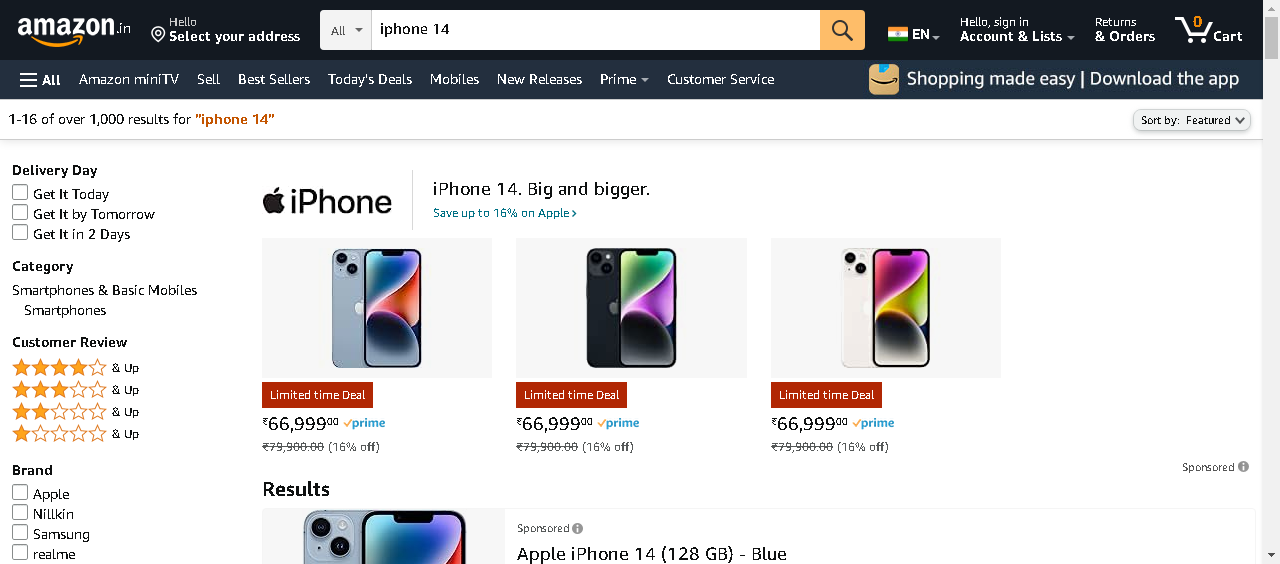 amazon.in
Hello
Select your address
All
iphone 14
EN
Hello, sign in
Account & Lists
Returns
& Orders
0
Cart
All
Amazon miniTV
Sell
Best Sellers
Today's Deals
Mobiles
New Releases
Prime
Customer Service
Shopping made easy | Download the app
1-16 of over 1,000 results for "iphone 14"
Sort by: Featured
Delivery Day
Get It Today
Get It by Tomorrow
Get It in 2 Days
Category
Smartphones & Basic Mobiles
Smartphones
Customer Review
& Up
& Up
& Up
& Up
Brand
Apple
Nillkin
Samsung
realme
iPhone
iPhone 14. Big and bigger.
Save up to 16% on Apple
Limited time Deal
₹66,999.00 prime
₹79,900.00 (16% off)
Limited time Deal
₹66,999.00 prime
₹79,900.00 (16% off)
Limited time Deal
₹66,999.00 prime
₹79,900.00 (16% off)
Sponsored
Results
Sponsored
Apple iPhone 14 (128 GB) - Blue